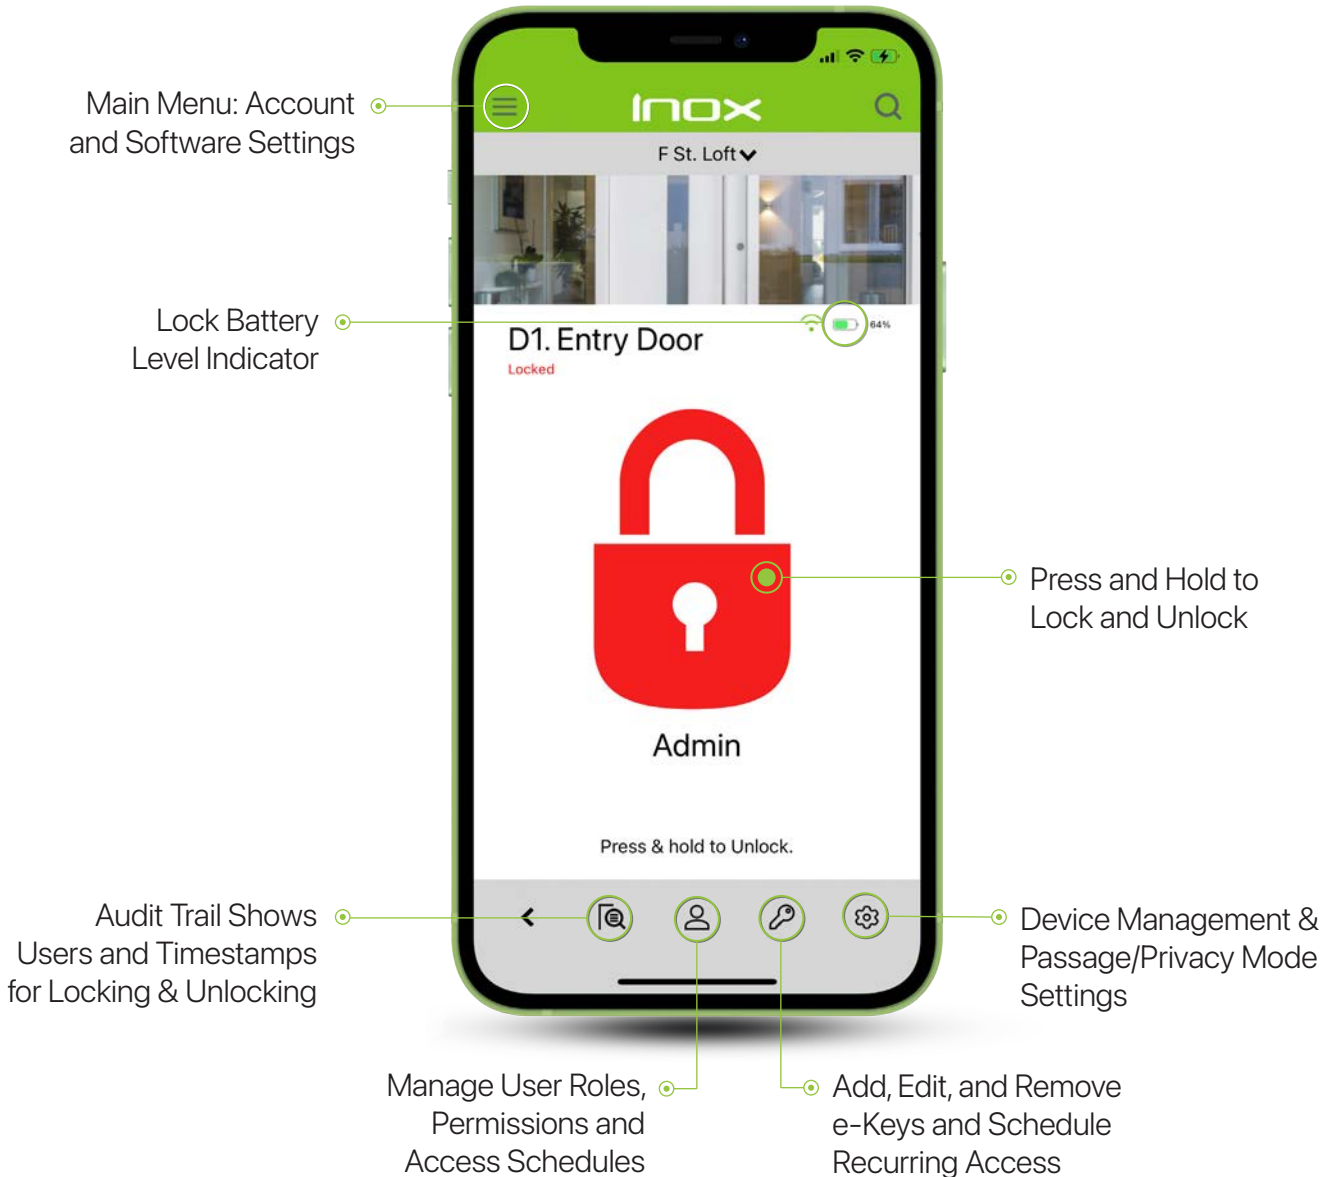 Main Menu: Account
and Software Settings
INOX
F St. Loft
Lock Battery
Level Indicator
64%
D1. Entry Door
Locked
Press and Hold to
Lock and Unlock
Admin
Press & hold to Unlock.
Audit Trail Shows
Users and Timestamps
for Locking & Unlocking
Device Management &
Passage/Privacy Mode
Settings
Manage User Roles,
Permissions and
Access Schedules
Add, Edit, and Remove
e-Keys and Schedule
Recurring Access